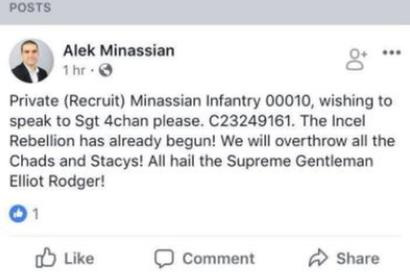 POSTS
Alek Minassian
1 hr ·
Private (Recruit) Minassian Infantry 00010, wishing to
speak to Sgt 4chan please. C23249161. The Incel
Rebellion has already begun! We will overthrow all the
Chads and Stacys! All hail the Supreme Gentleman
Elliot Rodger!
1
Like Comment Share